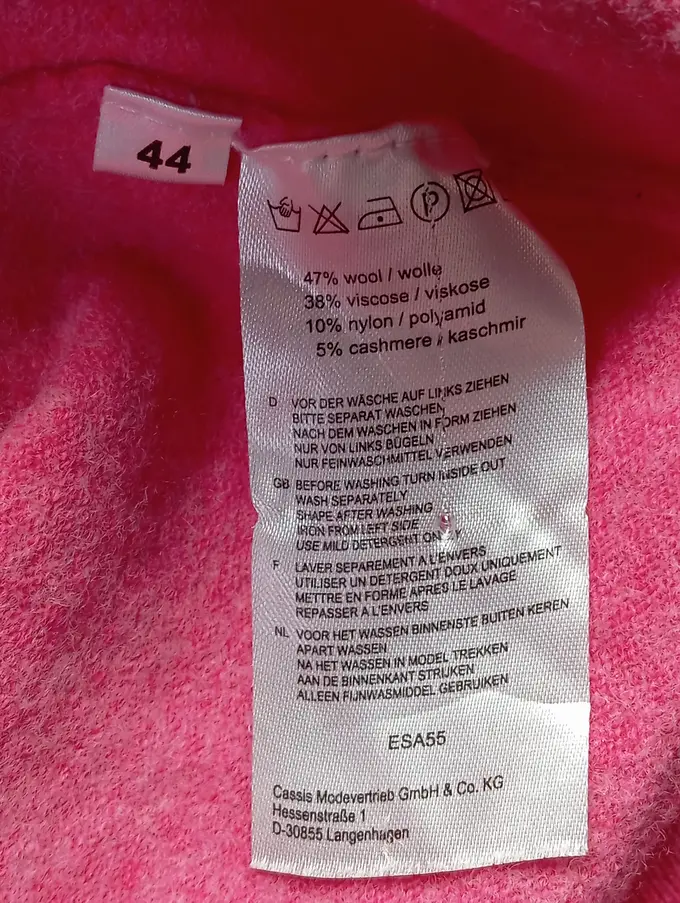 44
P
47% wool / wolle
38% viscose / viskose
10% nylon / polyamid
5% cashmere / kaschmir
D VOR DER WÄSCHE AUF LINKS ZIEHEN
BITTE SEPARAT WASCHEN
NACH DEM WASCHEN IN FORM ZIEHEN
NUR VON LINKS BÜGELN
NUR FEINWASCHMITTEL VERWENDEN
GB BEFORE WASHING TURN INSIDE OUT
WASH SEPARATELY
SHAPE AFTER WASHING
IRON FROM LEFT SIDE
USE MILD DETERGENT ONLY
F LAVER SEPAREMENT A L'ENVERS
UTILISER UN DETERGENT DOUX UNIQUEMENT
METTRE EN FORME APRES LE LAVAGE
REPASSER A L'ENVERS
NL VOOR HET WASSEN BINNENSTE BUITEN KEREN
APART WASSEN
NA HET WASSEN IN MODEL TREKKEN
AAN DE BINNENKANT STRIJKEN
ALLEEN FIJNWASMIDDEL GEBRUIKEN
ESA55
Cassis Modevertrieb GmbH & Co. KG
Hessenstraße 1
D-30855 Langenhagen